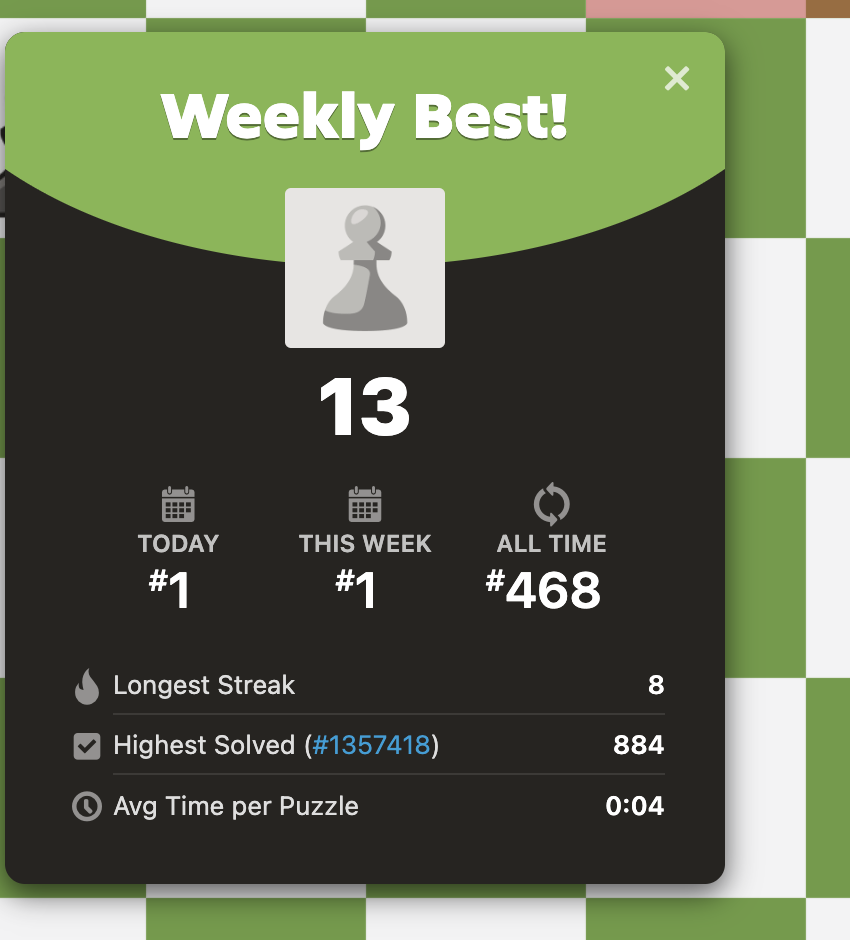 Weekly Best!
13
TODAY THIS WEEK ALL TIME
#1 #1 #468
Longest Streak 8
Highest Solved (#1357418) 884
Avg Time per Puzzle 0:04